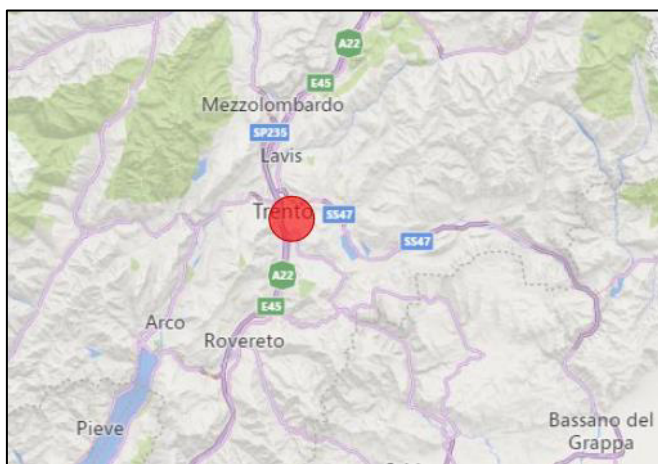 A22
E45
Mezzolombardo
SP235
Lavis
Trento
SS47
SS47
A22
E45
Arco
Rovereto
Pieve
Bassano del
Grappa